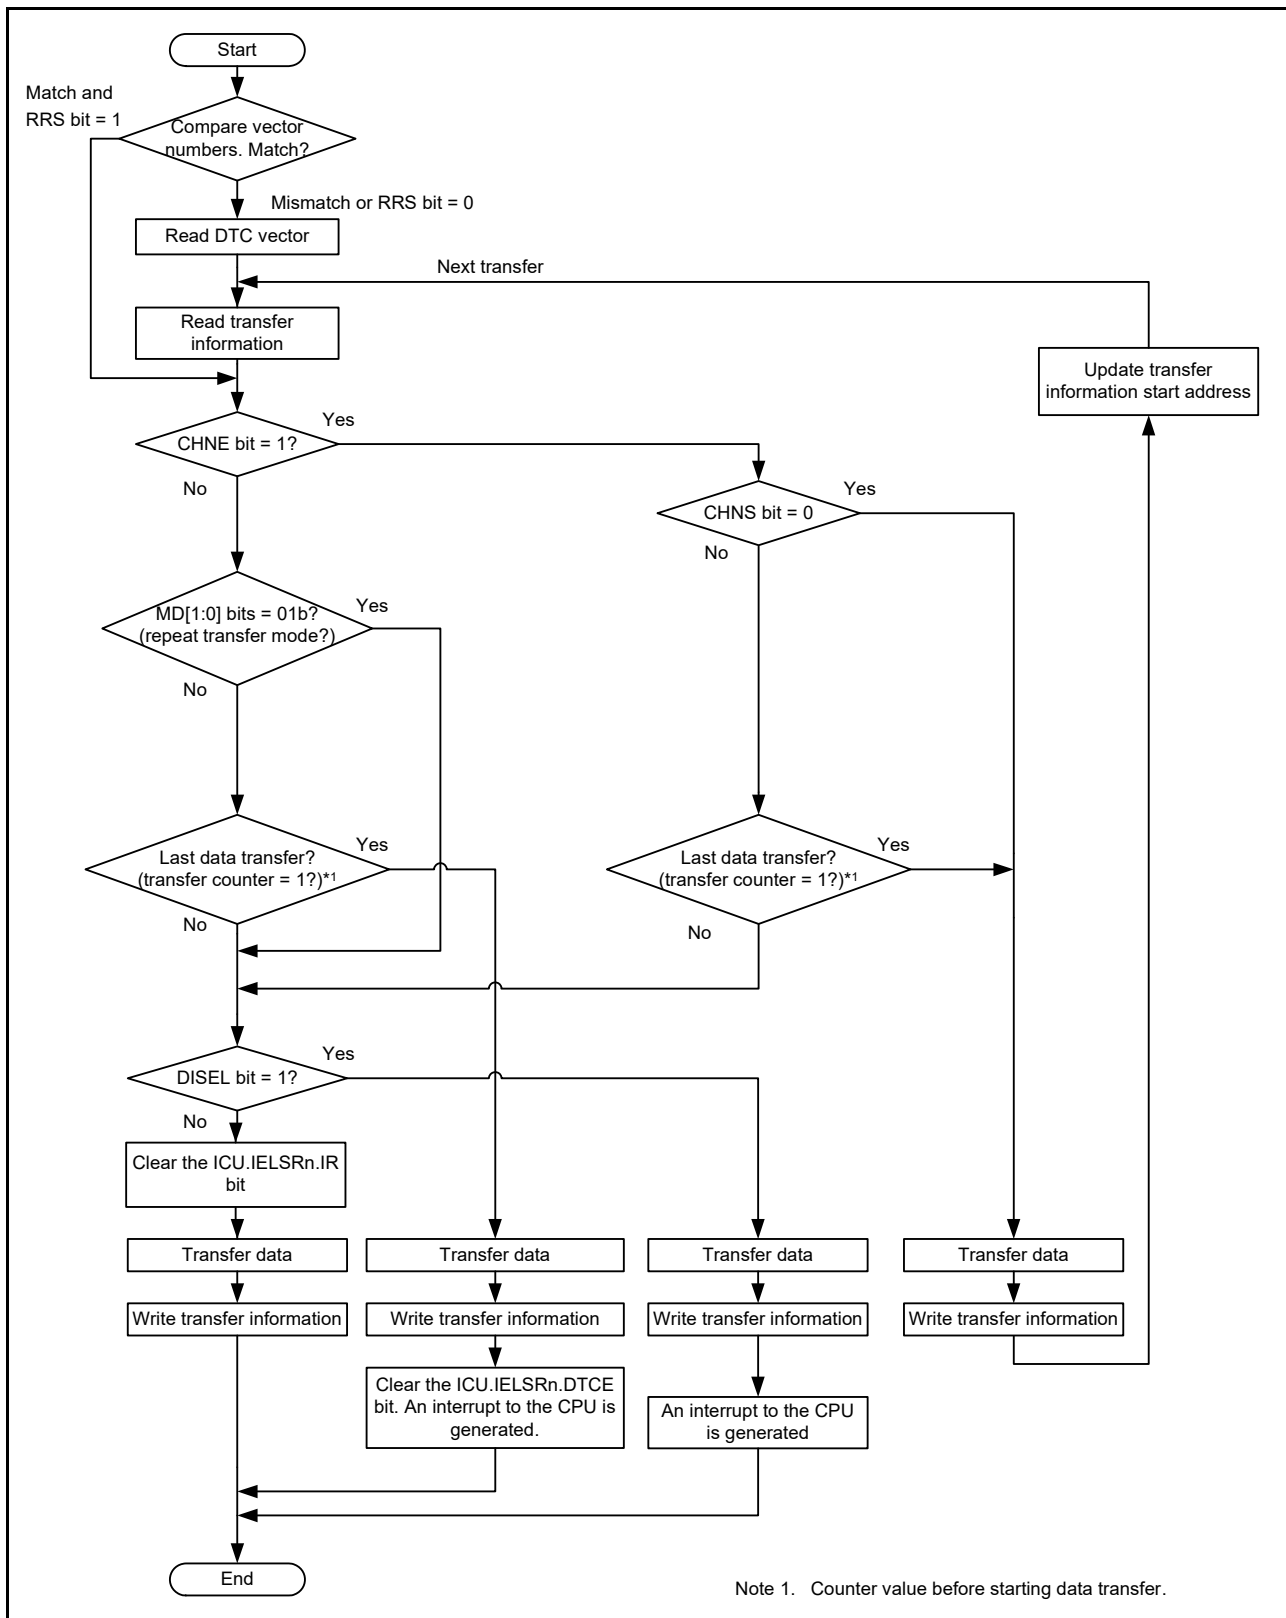 Start
Match and
RRS bit = 1
Compare vector
numbers. Match?
Mismatch or RRS bit = 0
Read DTC vector
Next transfer
Read transfer
information
Update transfer
information start address
Yes
CHNE bit = 1?
No
Yes
CHNS bit = 0
No
MD[1:0] bits = 01b?
(repeat transfer mode?)
Yes
No
Last data transfer?
(transfer counter = 1?)*1
Yes
No
Last data transfer?
(transfer counter = 1?)*1
Yes
No
Yes
DISEL bit = 1?
No
Clear the ICU.IELSRn.IR
bit
Transfer data
Transfer data
Transfer data
Transfer data
Write transfer information
Write transfer information
Write transfer information
Write transfer information
Clear the ICU.IELSRn.DTCE
bit. An interrupt to the CPU is
generated.
An interrupt to the CPU
is generated
End
Note 1. Counter value before starting data transfer.